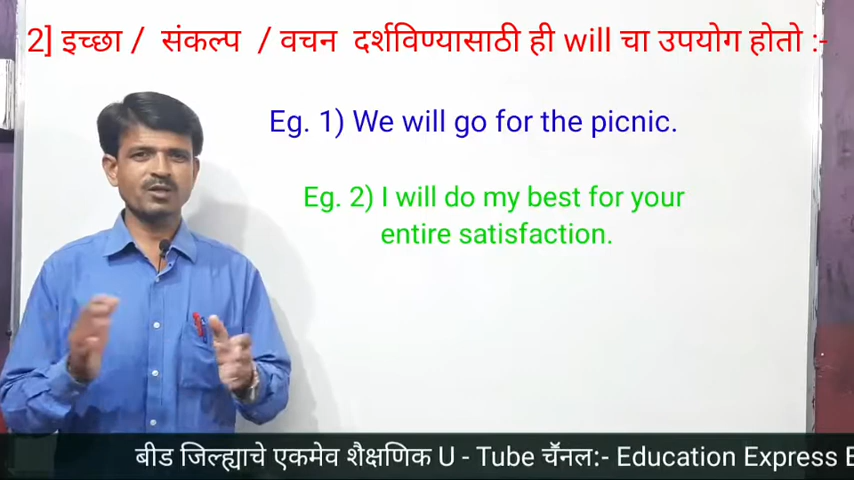 2] इच्छा / संकल्प / वचन दर्शविण्यासाठी ही will चा उपयोग होतो :-
Eg. 1) We will go for the picnic.
Eg. 2) I will do my best for your
entire satisfaction.
बीड जिल्ह्याचे एकमेव शैक्षणिक U - Tube चॅनल:- Education Express